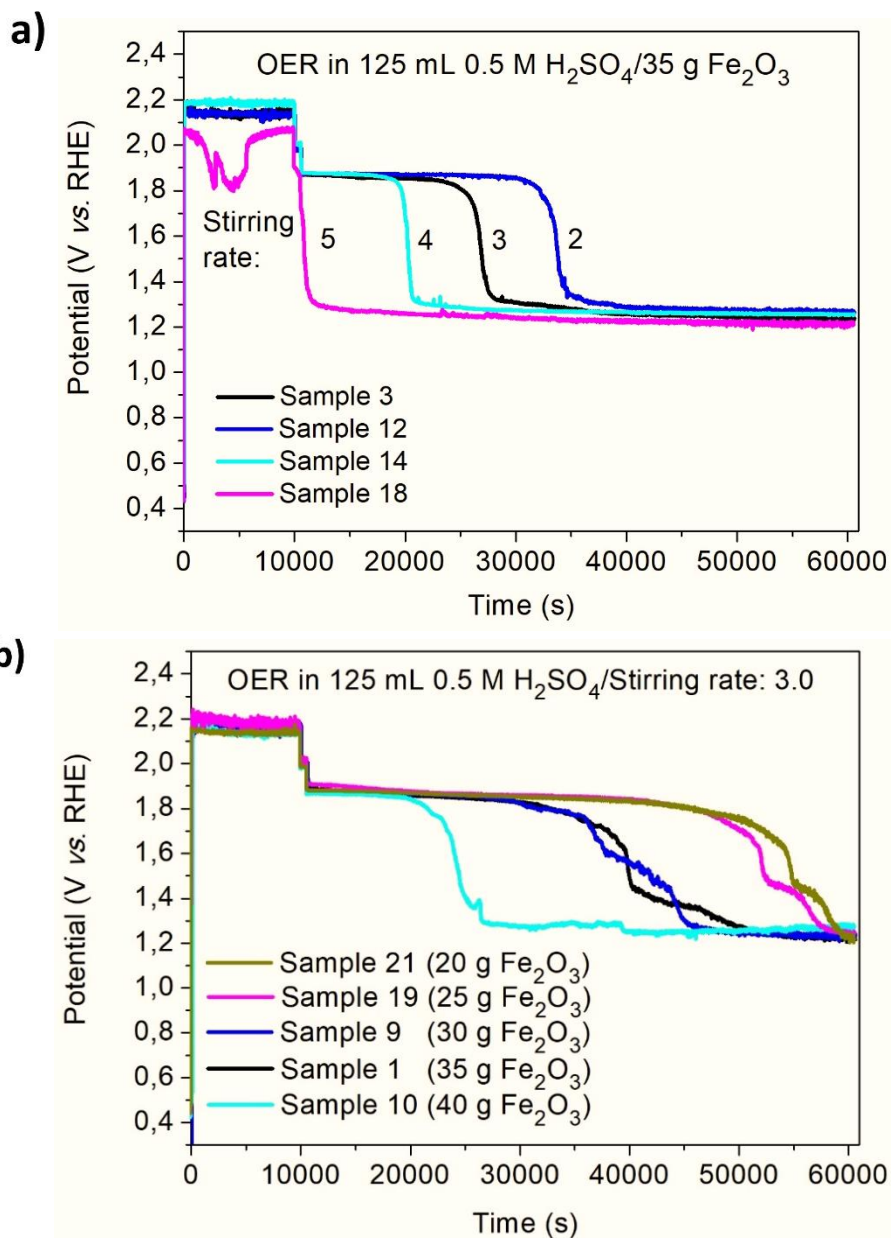 a)
OER in 125 mL 0.5 M H₂SO₄/35 g Fe₂O₃
2,4
2,2
2,0
1,8
1,6
1,4
1,2
1,0
0,8
0,6
0,4
Potential (V vs. RHE)
Stirring
rate:
5
4
3
2
Sample 3
Sample 12
Sample 14
Sample 18
0
10000
20000
30000
40000
50000
60000
Time (s)
b)
OER in 125 mL 0.5 M H₂SO₄/Stirring rate: 3.0
2,4
2,2
2,0
1,8
1,6
1,4
1,2
1,0
0,8
0,6
0,4
Potential (V vs. RHE)
Sample 21 (20 g Fe₂O₃)
Sample 19 (25 g Fe₂O₃)
Sample 9 (30 g Fe₂O₃)
Sample 1 (35 g Fe₂O₃)
Sample 10 (40 g Fe₂O₃)
0
10000
20000
30000
40000
50000
60000
Time (s)